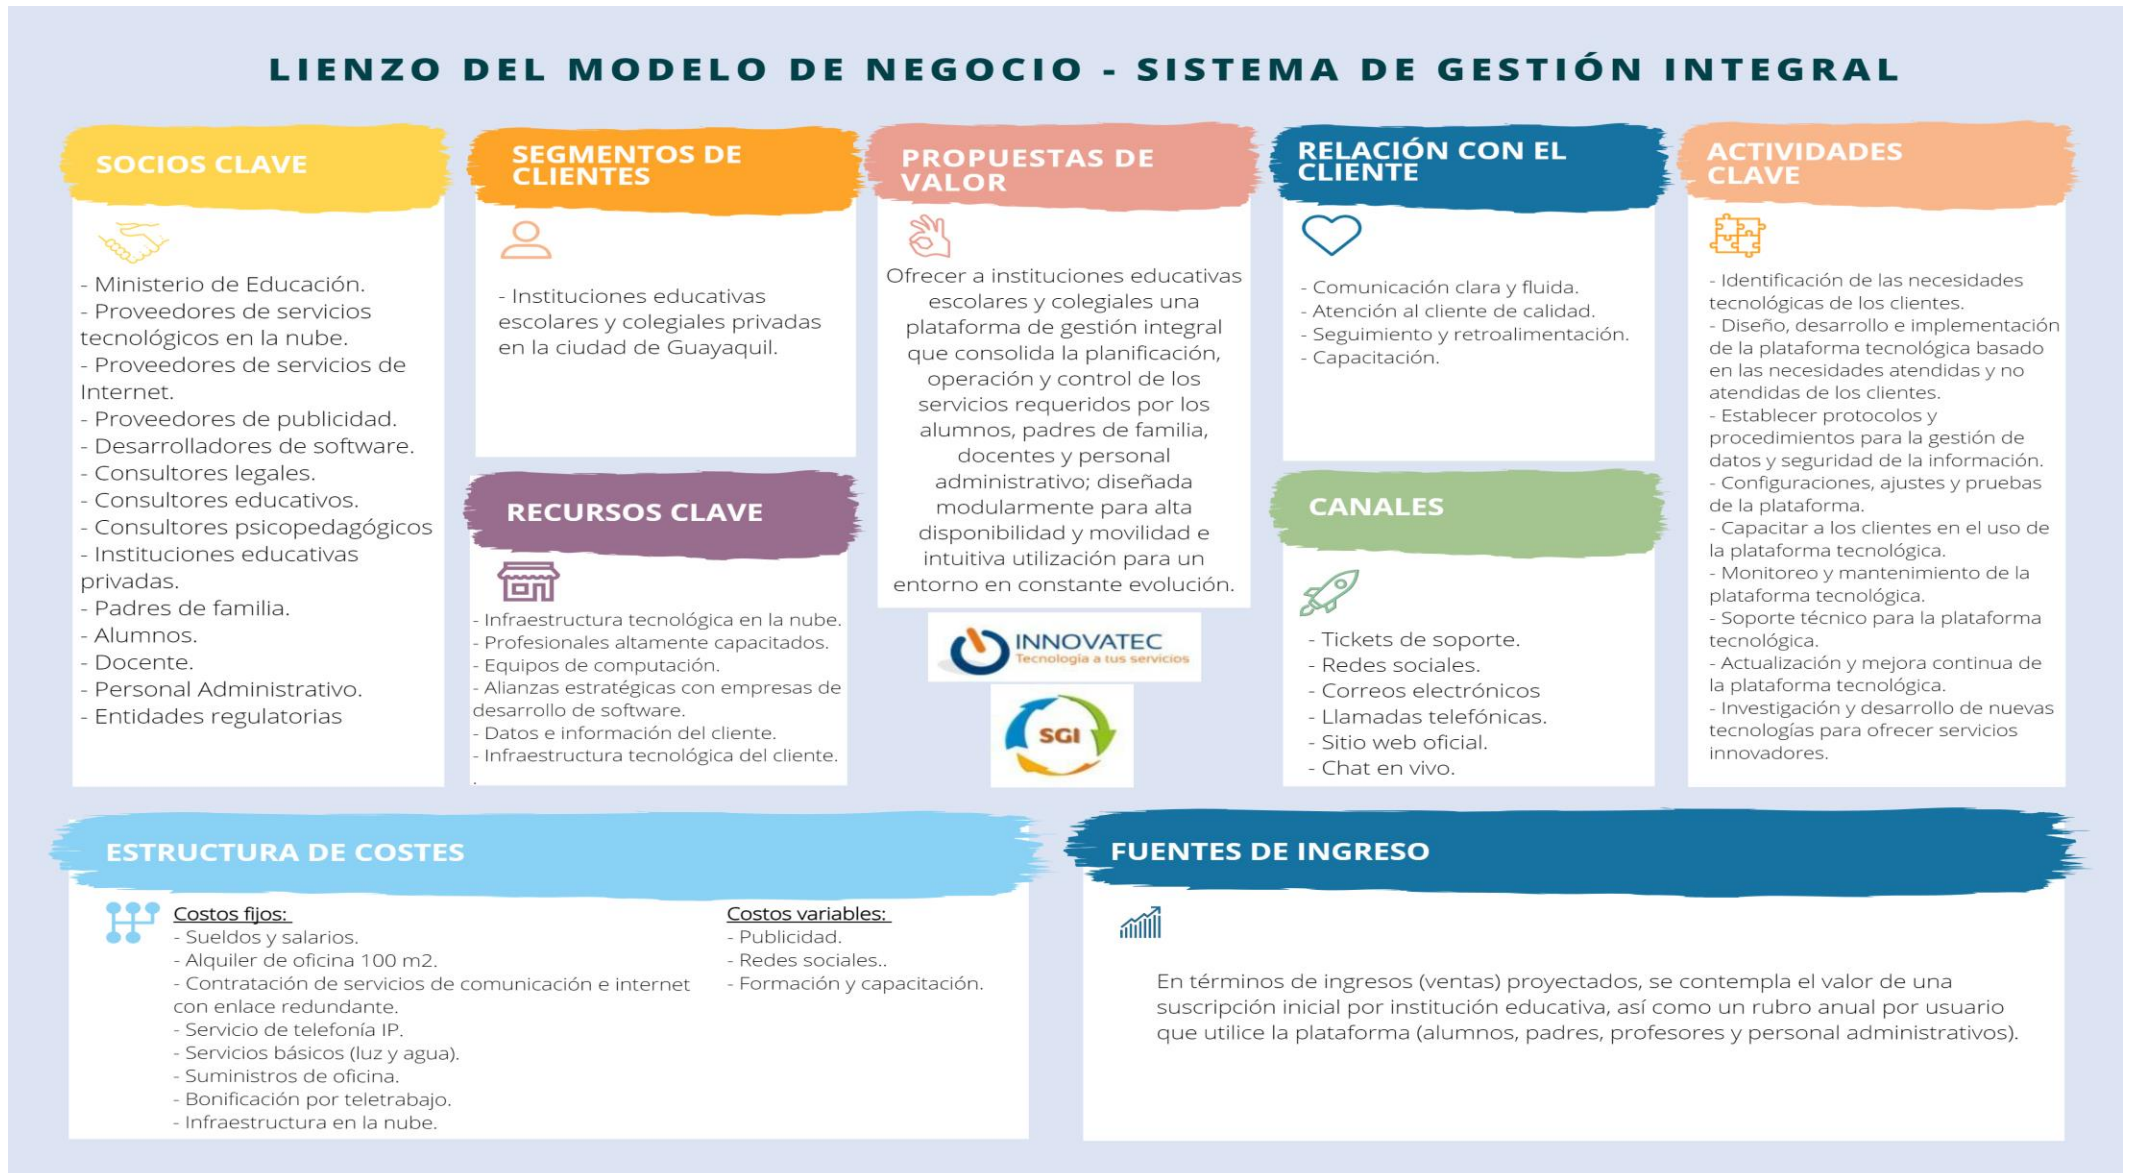 LIENZO DEL MODELO DE NEGOCIO - SISTEMA DE GESTIÓN INTEGRAL
SOCIOS CLAVE
- Ministerio de Educación.
- Proveedores de servicios
tecnológicos en la nube.
- Proveedores de servicios de
Internet.
- Proveedores de publicidad.
- Desarrolladores de software.
- Consultores legales.
- Consultores educativos.
- Consultores psicopedagógicos
- Instituciones educativas
privadas.
- Padres de familia.
- Alumnos.
- Docente.
- Personal Administrativo.
- Entidades regulatorias
SEGMENTOS DE
CLIENTES
- Instituciones educativas
escolares y colegiales privadas
en la ciudad de Guayaquil.
RECURSOS CLAVE
- Infraestructura tecnológica en la nube.
- Profesionales altamente capacitados.
- Equipos de computación.
- Alianzas estratégicas con empresas de
desarrollo de software.
- Datos e información del cliente.
- Infraestructura tecnológica del cliente.
.
PROPUESTAS DE
VALOR
Ofrecer a instituciones educativas
escolares y colegiales una
plataforma de gestión integral
que consolida la planificación,
operación y control de los
servicios requeridos por los
alumnos, padres de familia,
docentes y personal
administrativo; diseñada
modularmente para alta
disponibilidad y movilidad e
intuitiva utilización para un
entorno en constante evolución.
INNOVATEC
Tecnología a tus servicios
SGI
RELACIÓN CON EL
CLIENTE
- Comunicación clara y fluida.
- Atención al cliente de calidad.
- Seguimiento y retroalimentación.
- Capacitación.
CANALES
- Tickets de soporte.
- Redes sociales.
- Correos electrónicos
- Llamadas telefónicas.
- Sitio web oficial.
- Chat en vivo.
ACTIVIDADES
CLAVE
- Identificación de las necesidades
tecnológicas de los clientes.
- Diseño, desarrollo e implementación
de la plataforma tecnológica basado
en las necesidades atendidas y no
atendidas de los clientes.
- Establecer protocolos y
procedimientos para la gestión de
datos y seguridad de la información.
- Configuraciones, ajustes y pruebas
de la plataforma.
- Capacitar a los clientes en el uso de
la plataforma tecnológica.
- Monitoreo y mantenimiento de la
plataforma tecnológica.
- Soporte técnico para la plataforma
tecnológica.
- Actualización y mejora continua de
la plataforma tecnológica.
- Investigación y desarrollo de nuevas
tecnologías para ofrecer servicios
innovadores.
ESTRUCTURA DE COSTES
Costos fijos:
- Sueldos y salarios.
- Alquiler de oficina 100 m2.
- Contratación de servicios de comunicación e internet
con enlace redundante.
- Servicio de telefonía IP.
- Servicios básicos (luz y agua).
- Suministros de oficina.
- Bonificación por teletrabajo.
- Infraestructura en la nube.
Costos variables:
- Publicidad.
- Redes sociales..
- Formación y capacitación.
FUENTES DE INGRESO
En términos de ingresos (ventas) proyectados, se contempla el valor de una
suscripción inicial por institución educativa, así como un rubro anual por usuario
que utilice la plataforma (alumnos, padres, profesores y personal administrativos).